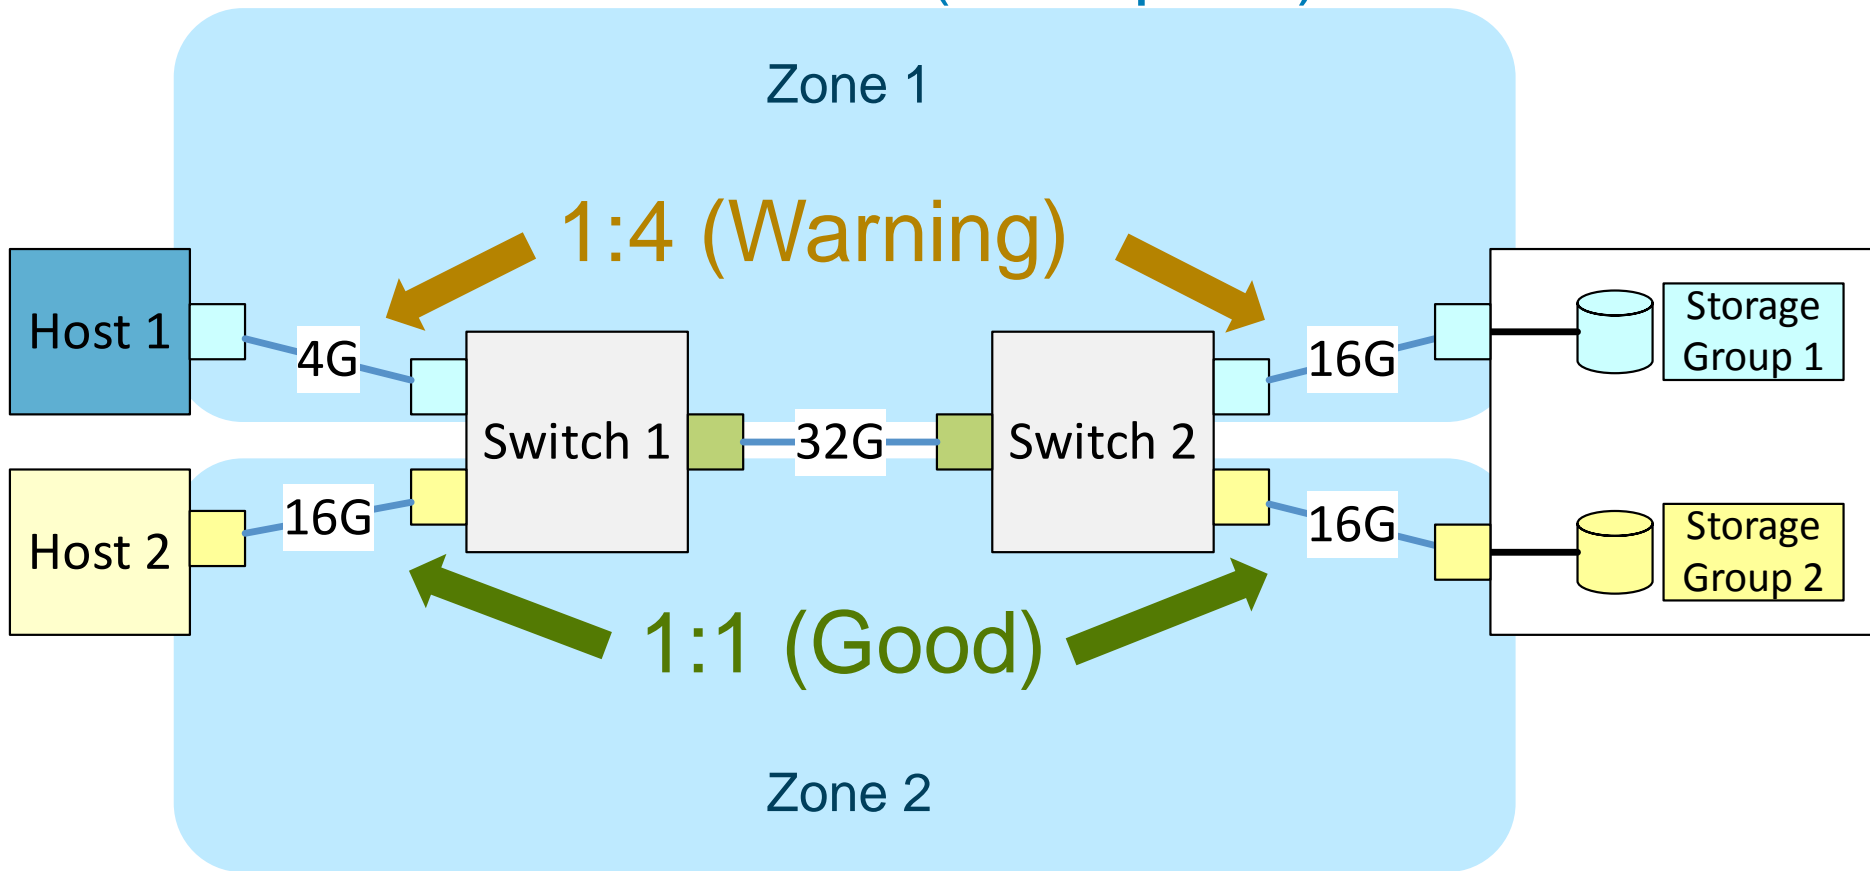 Zone 1
1:4 (Warning)
Host 1
4G
Switch 1
32G
Switch 2
16G
Storage
Group 1
Host 2
16G
16G
Storage
Group 2
1:1 (Good)
Zone 2